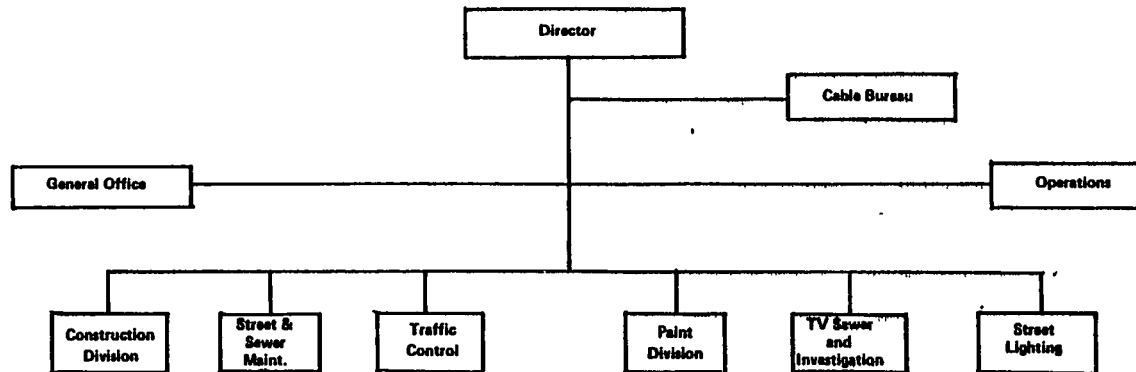 Director
Cable Bureau
General Office
Operations
Construction
Division
Street &
Sewer
Maint.
Traffic
Control
Paint
Division
TV Sewer
and
Investigation
Street
Lighting